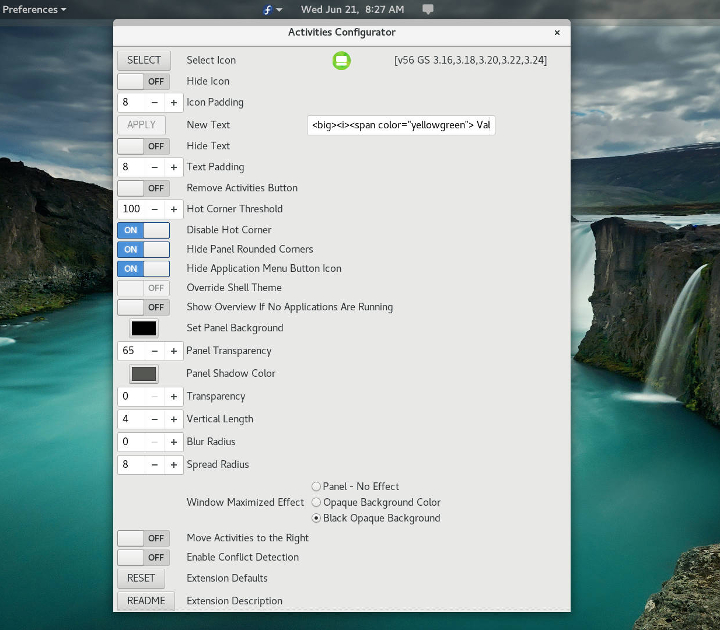 Preferences
Wed Jun 21, 8:27 AM
Activities Configurator ×
SELECT Select Icon [v56 GS 3.16,3.18,3.20,3.22,3.24]
OFF Hide Icon
8 − + Icon Padding
APPLY New Text <big><i><span color="yellowgreen"> Val
OFF Hide Text
8 − + Text Padding
OFF Remove Activities Button
100 − + Hot Corner Threshold
ON Disable Hot Corner
ON Hide Panel Rounded Corners
ON Hide Application Menu Button Icon
OFF Override Shell Theme
OFF Show Overview If No Applications Are Running
Set Panel Background
65 − + Panel Transparency
Panel Shadow Color
0 − + Transparency
4 − + Vertical Length
0 − + Blur Radius
8 − + Spread Radius
Panel - No Effect
Window Maximized Effect Opaque Background Color
Black Opaque Background
OFF Move Activities to the Right
OFF Enable Conflict Detection
RESET Extension Defaults
README Extension Description